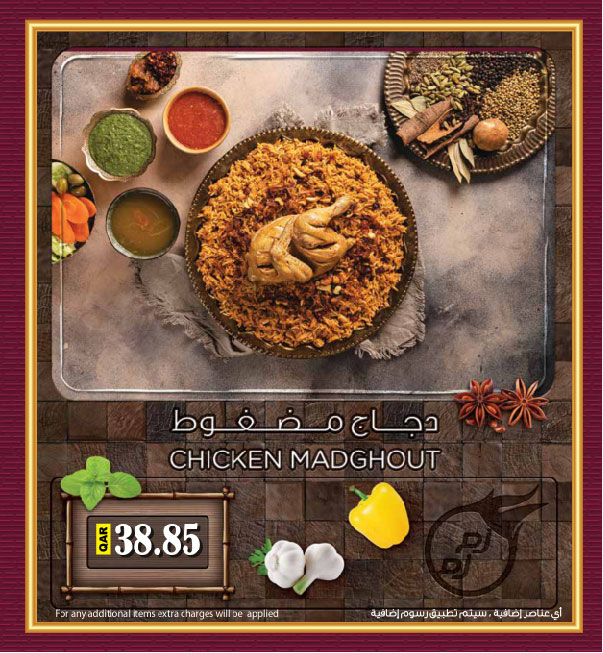 دجاج مـضـغـوط
CHICKEN MADGHOUT
QAR 38.85
For any additional items extra charges will be applied
أي عناصر إضافية ، سيتم تطبيق رسوم إضافية